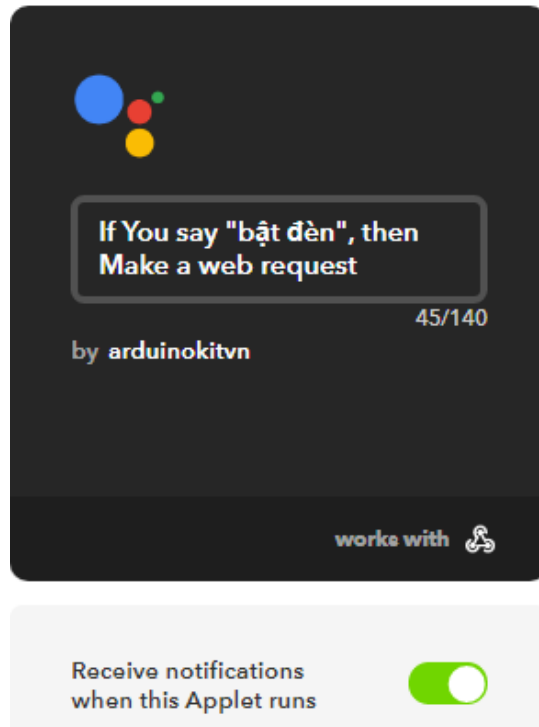 If You say "bật đèn", then
Make a web request
45/140
by arduinokitvn
works with
Receive notifications
when this Applet runs